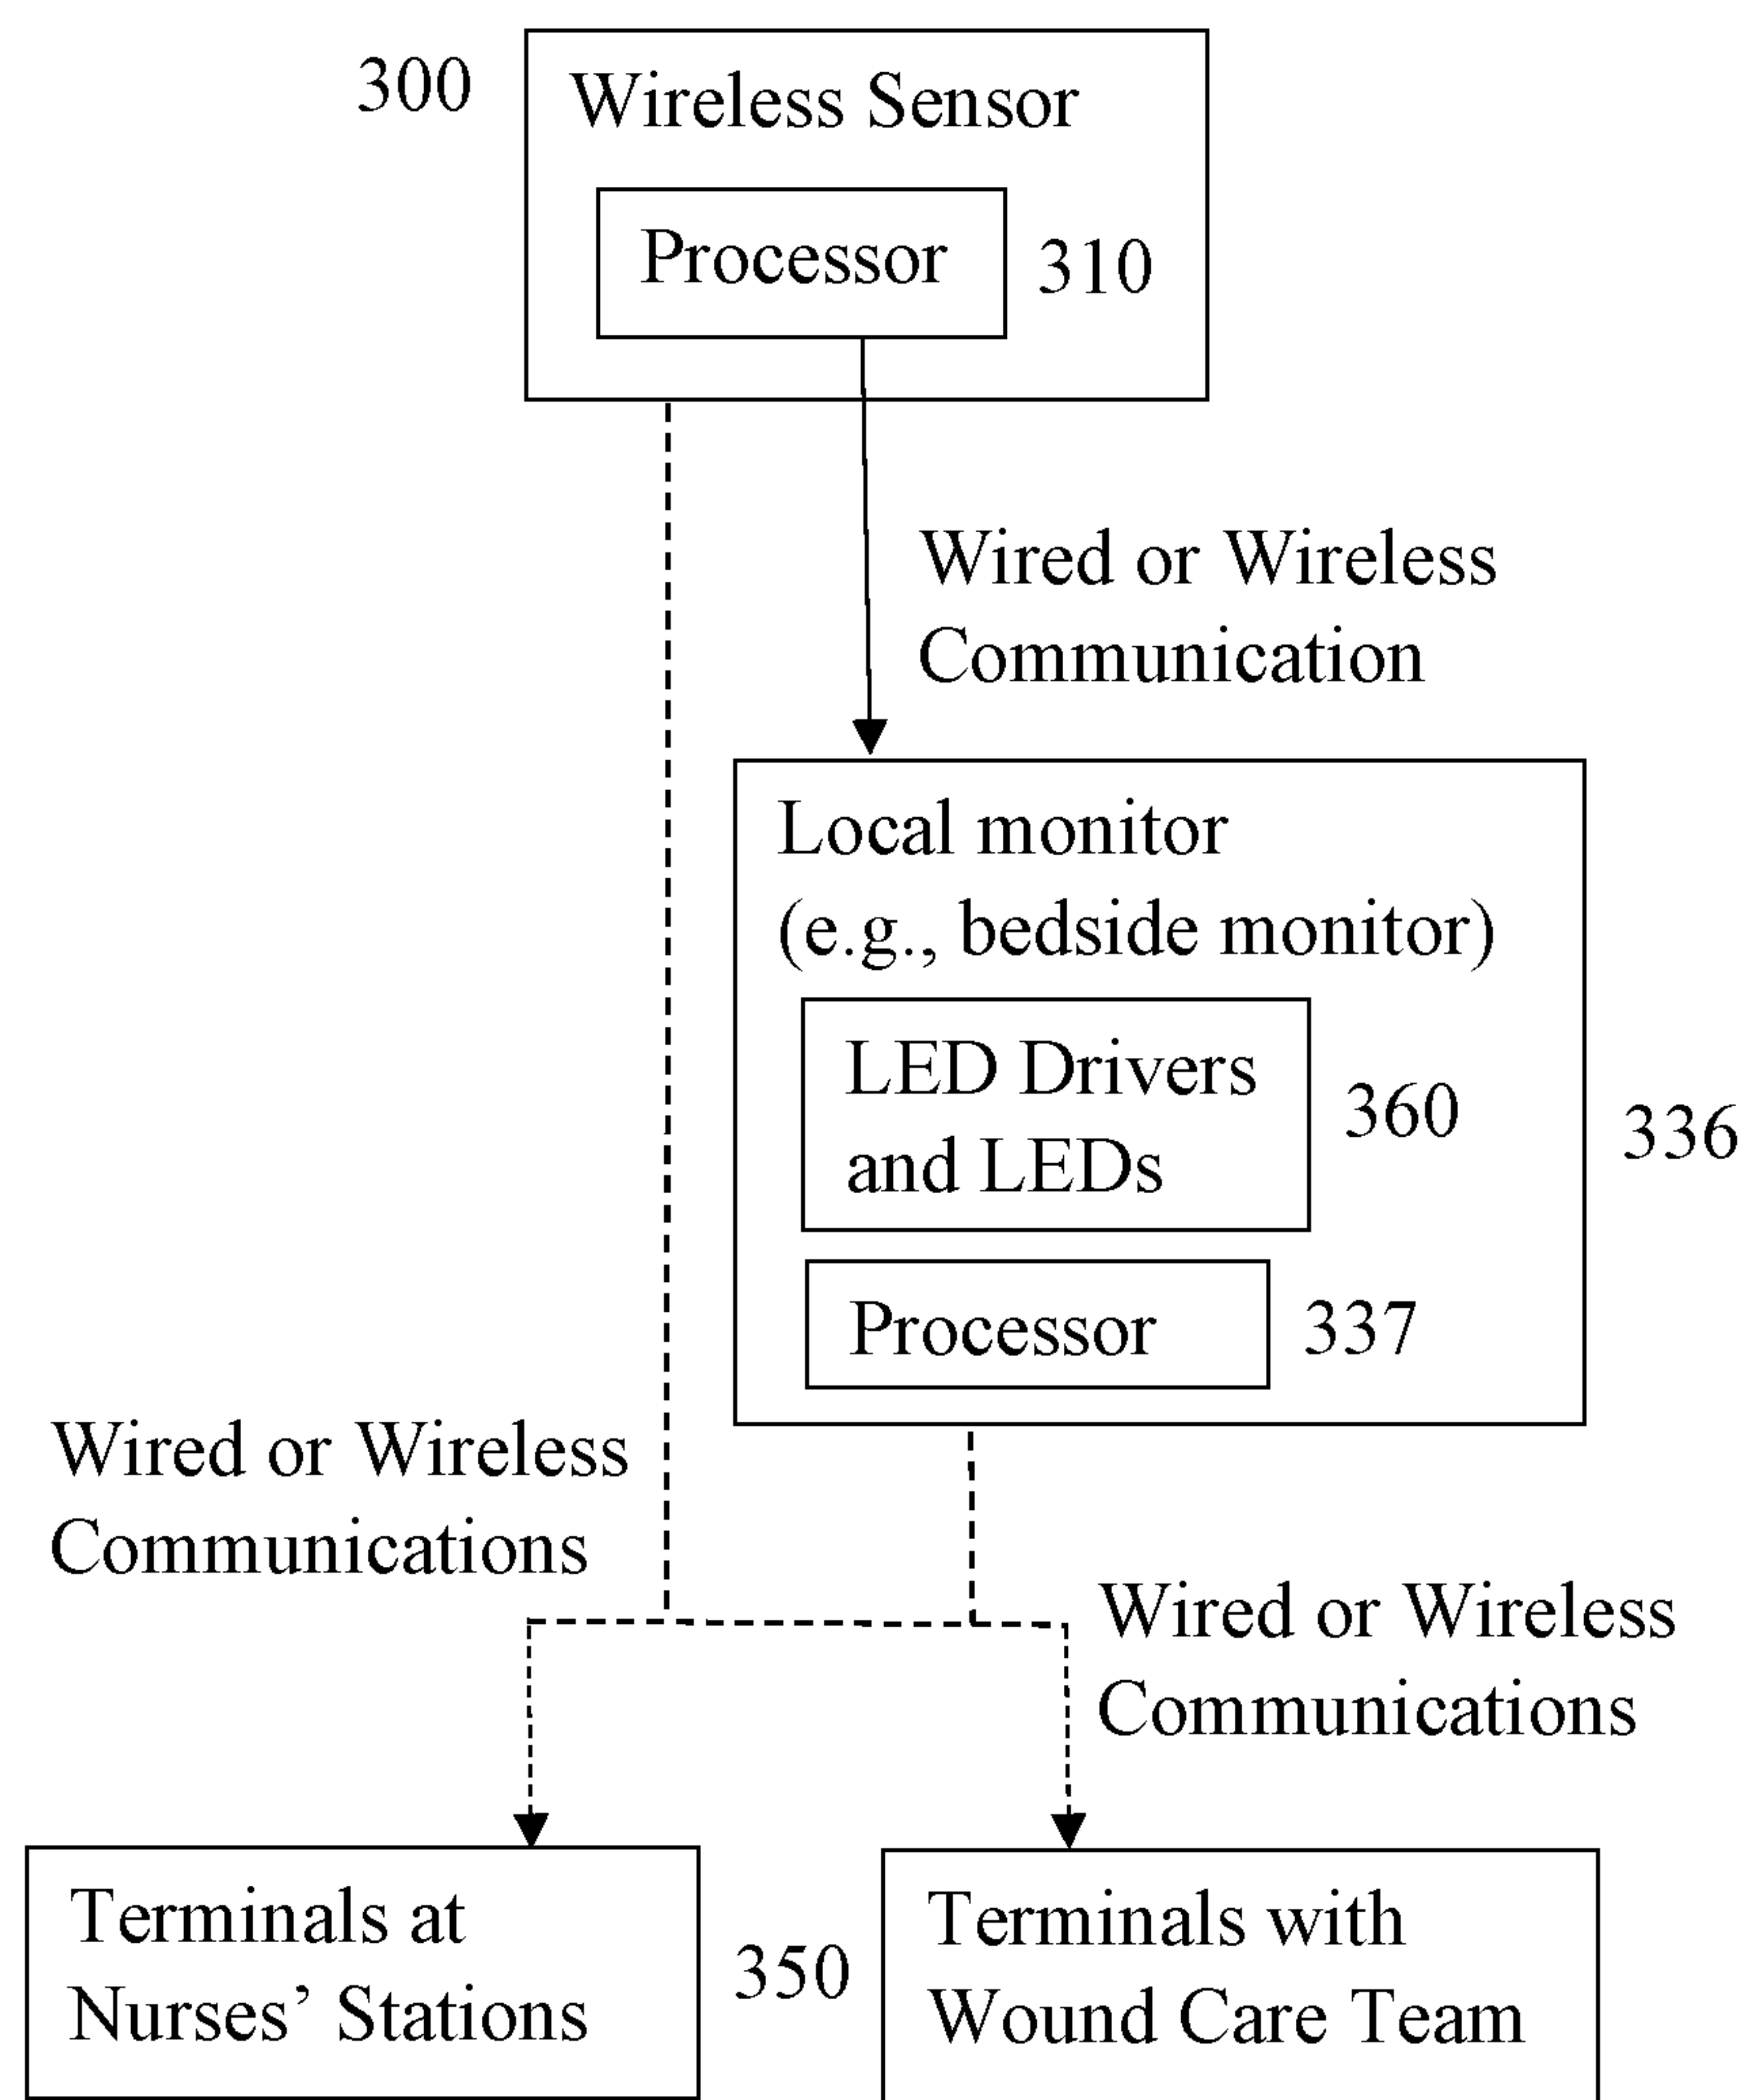 300
Wireless Sensor
Processor
310
Wired or Wireless
Communication
Local monitor
(e.g., bedside monitor)
LED Drivers
and LEDs
360
336
Processor
337
Wired or Wireless
Communications
Wired or Wireless
Communications
Terminals at
Nurses’ Stations
350
Terminals with
Wound Care Team